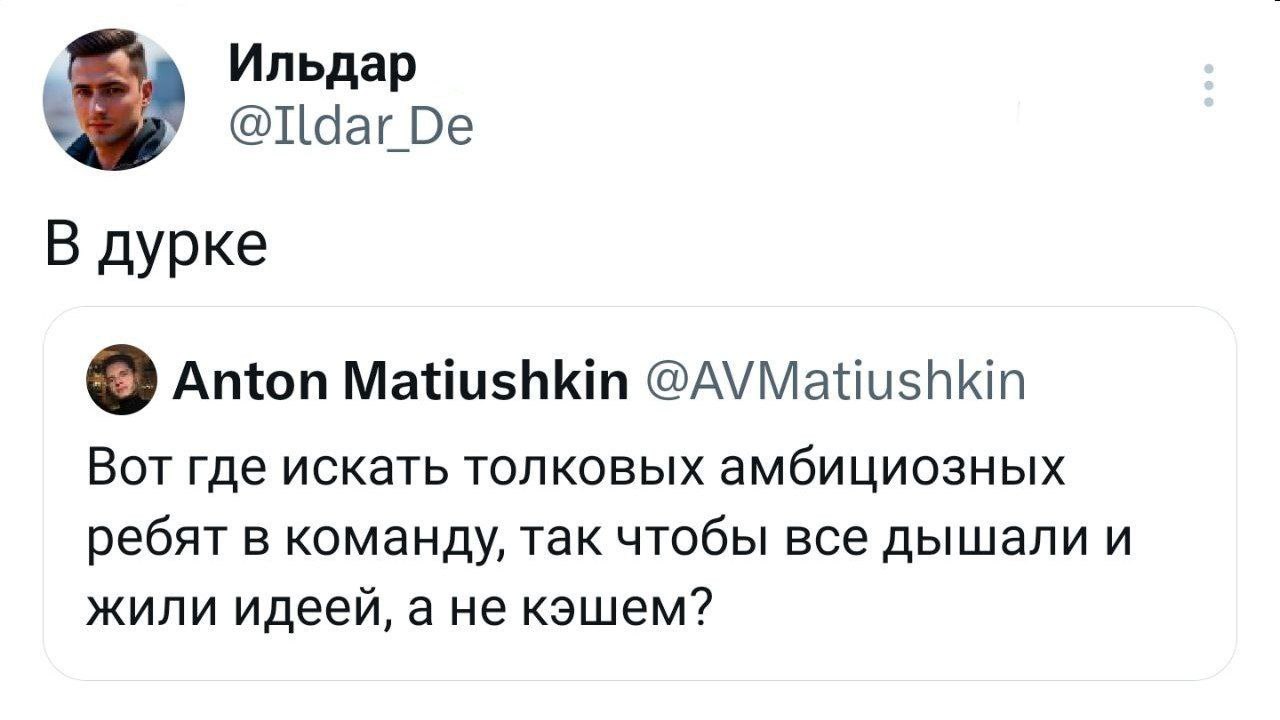 Ильдар
@Ildar_De
В дурке
Anton Matiushkin @AVMatiushkin
Вот где искать толковых амбициозных
ребят в команду, так чтобы все дышали и
жили идеей, а не кэшем?